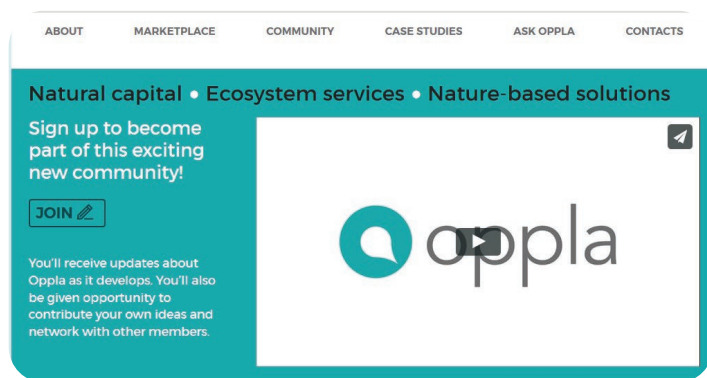 ABOUT MARKETPLACE COMMUNITY CASE STUDIES ASK OPPLA CONTACTS
Natural capital • Ecosystem services • Nature-based solutions
Sign up to become
part of this exciting
new community!
JOIN
You'll receive updates about
Oppla as it develops. You'll also
be given opportunity to
contribute your own ideas and
network with other members.
oppla